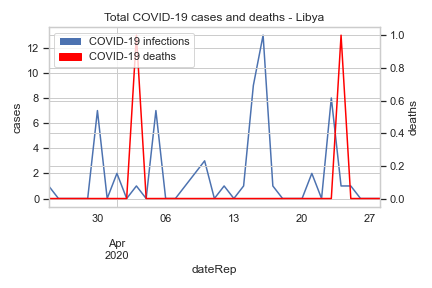 Total COVID-19 cases and deaths - Libya
COVID-19 infections
COVID-19 deaths
cases
12
10
8
6
4
2
0
deaths
1.0
0.8
0.6
0.4
0.2
0.0
30
06
13
20
27
Apr
2020
dateRep